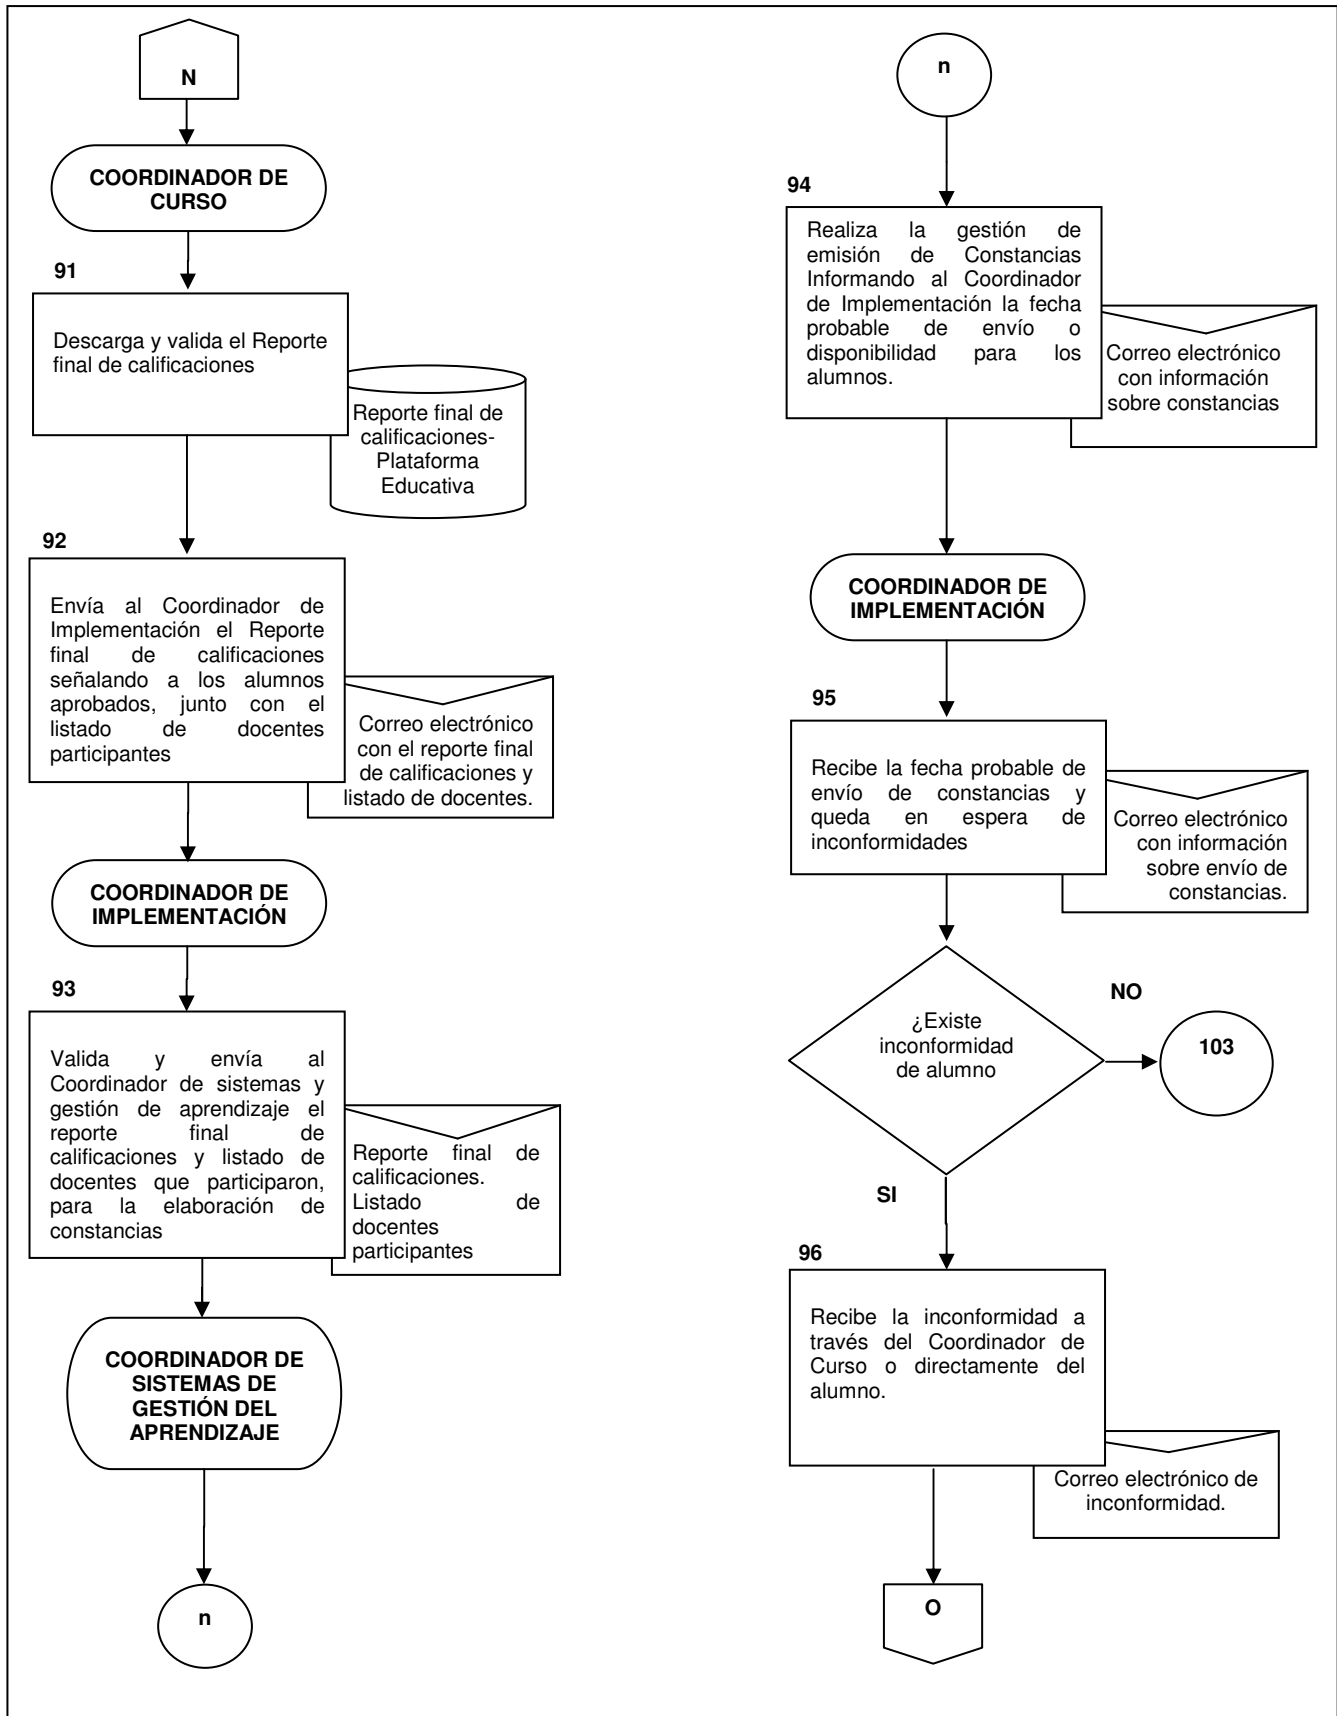 N
COORDINADOR DE
CURSO
91
Descarga y valida el Reporte
final de calificaciones
Reporte final de
calificaciones-
Plataforma
Educativa
92
Envía al Coordinador de
Implementación el Reporte
final de calificaciones
señalando a los alumnos
aprobados, junto con el
listado de docentes
participantes
Correo electrónico
con el reporte final
de calificaciones y
listado de docentes.
COORDINADOR DE
IMPLEMENTACIÓN
93
Valida y envía al
Coordinador de sistemas y
gestión de aprendizaje el
reporte final de
calificaciones y listado de
docentes que participaron,
para la elaboración de
constancias
Reporte final de
calificaciones.
Listado de
docentes
participantes
COORDINADOR DE
SISTEMAS DE
GESTIÓN DEL
APRENDIZAJE
n
n
94
Realiza la gestión de
emisión de Constancias
Informando al Coordinador
de Implementación la fecha
probable de envío o
disponibilidad para los
alumnos.
Correo electrónico
con información
sobre constancias
COORDINADOR DE
IMPLEMENTACIÓN
95
Recibe la fecha probable de
envío de constancias y
queda en espera de
inconformidades
Correo electrónico
con información
sobre envío de
constancias.
¿Existe
inconformidad
de alumno
NO
103
SI
96
Recibe la inconformidad a
través del Coordinador de
Curso o directamente del
alumno.
Correo electrónico de
inconformidad.
O